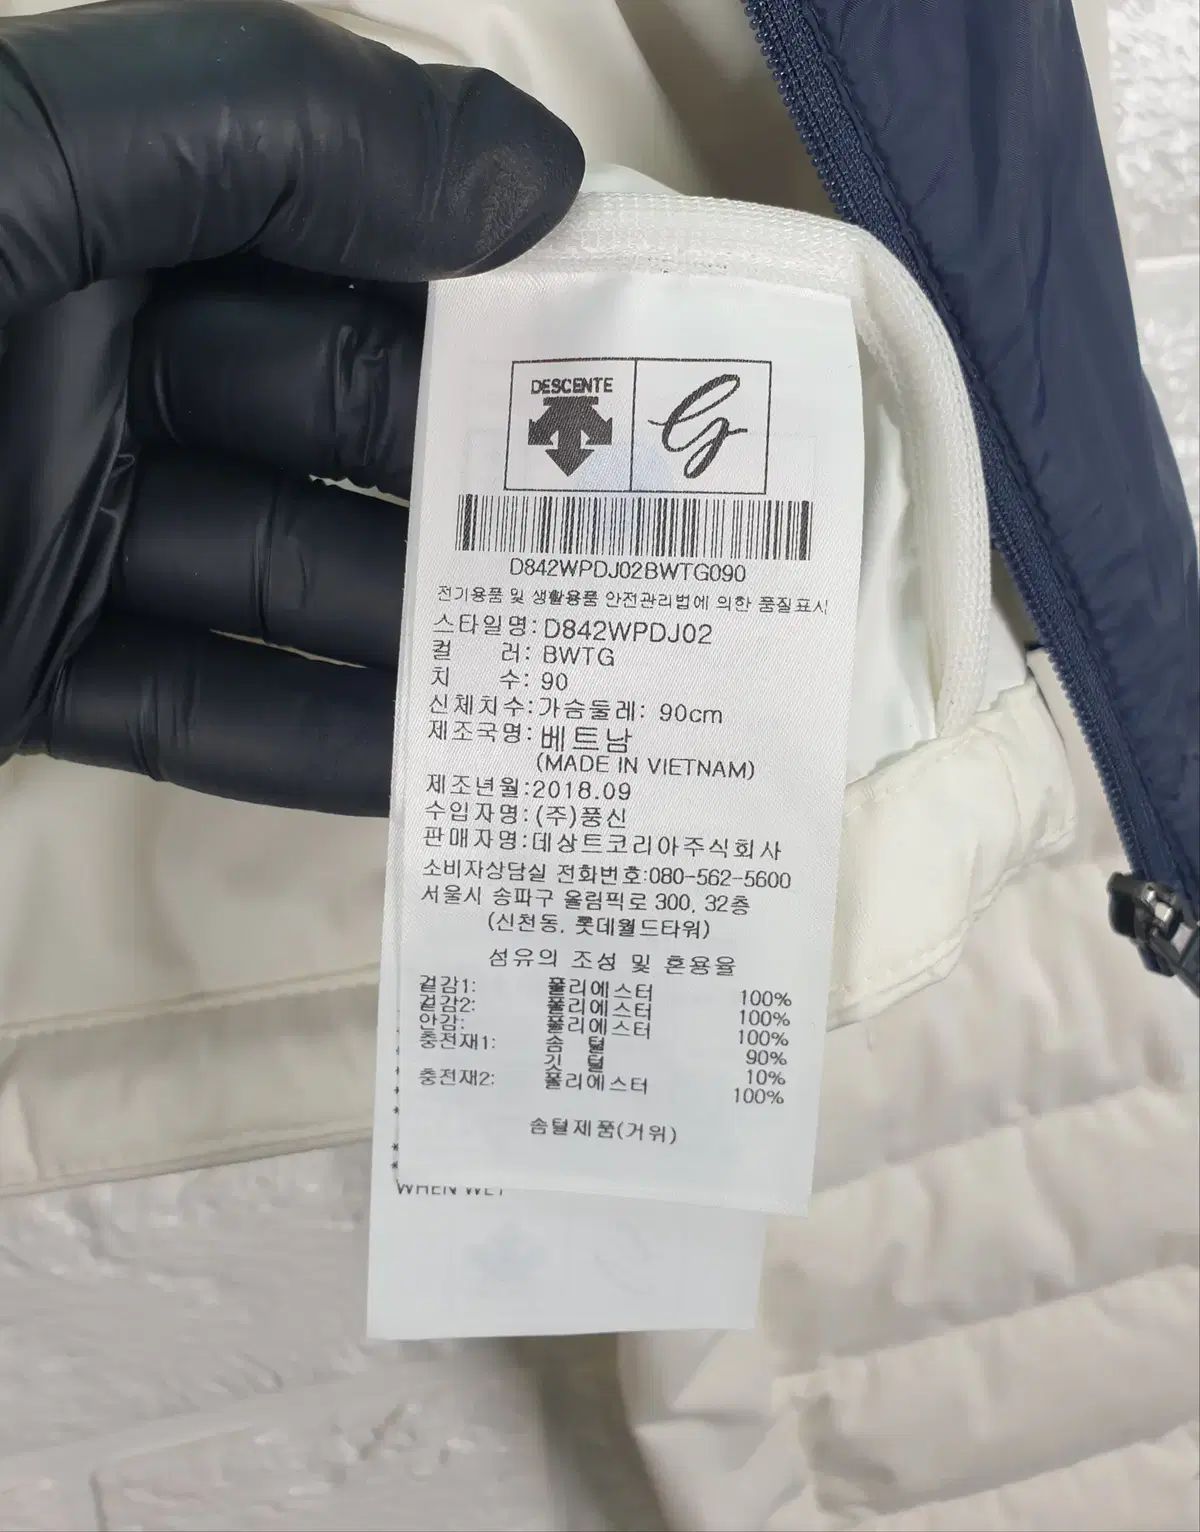 DESCENTE G
D842WPDJ02BWTG090
전기용품 및 생활용품 안전관리법에 의한 품질표시
스타일명: D842WPDJ02
컬 러: BWTG
치 수: 90
신체치수: 가슴둘레: 90cm
제조국명: 베트남
(MADE IN VIETNAM)
제조년월: 2018.09
수입자명: (주)풍신
판매자명: 데상트코리아주식회사
소비자상담실 전화번호:080-562-5600
서울시 송파구 올림픽로 300, 32층
(신천동, 롯데월드타워)
섬유의 조성 및 혼용율
겉감1: 폴리에스터 100%
겉감2: 폴리에스터 100%
안감: 폴리에스터 100%
충전재1: 솜 털 90%
깃 털 10%
충전재2: 폴리에스터 100%
솜털제품(거위)
WHEN WET